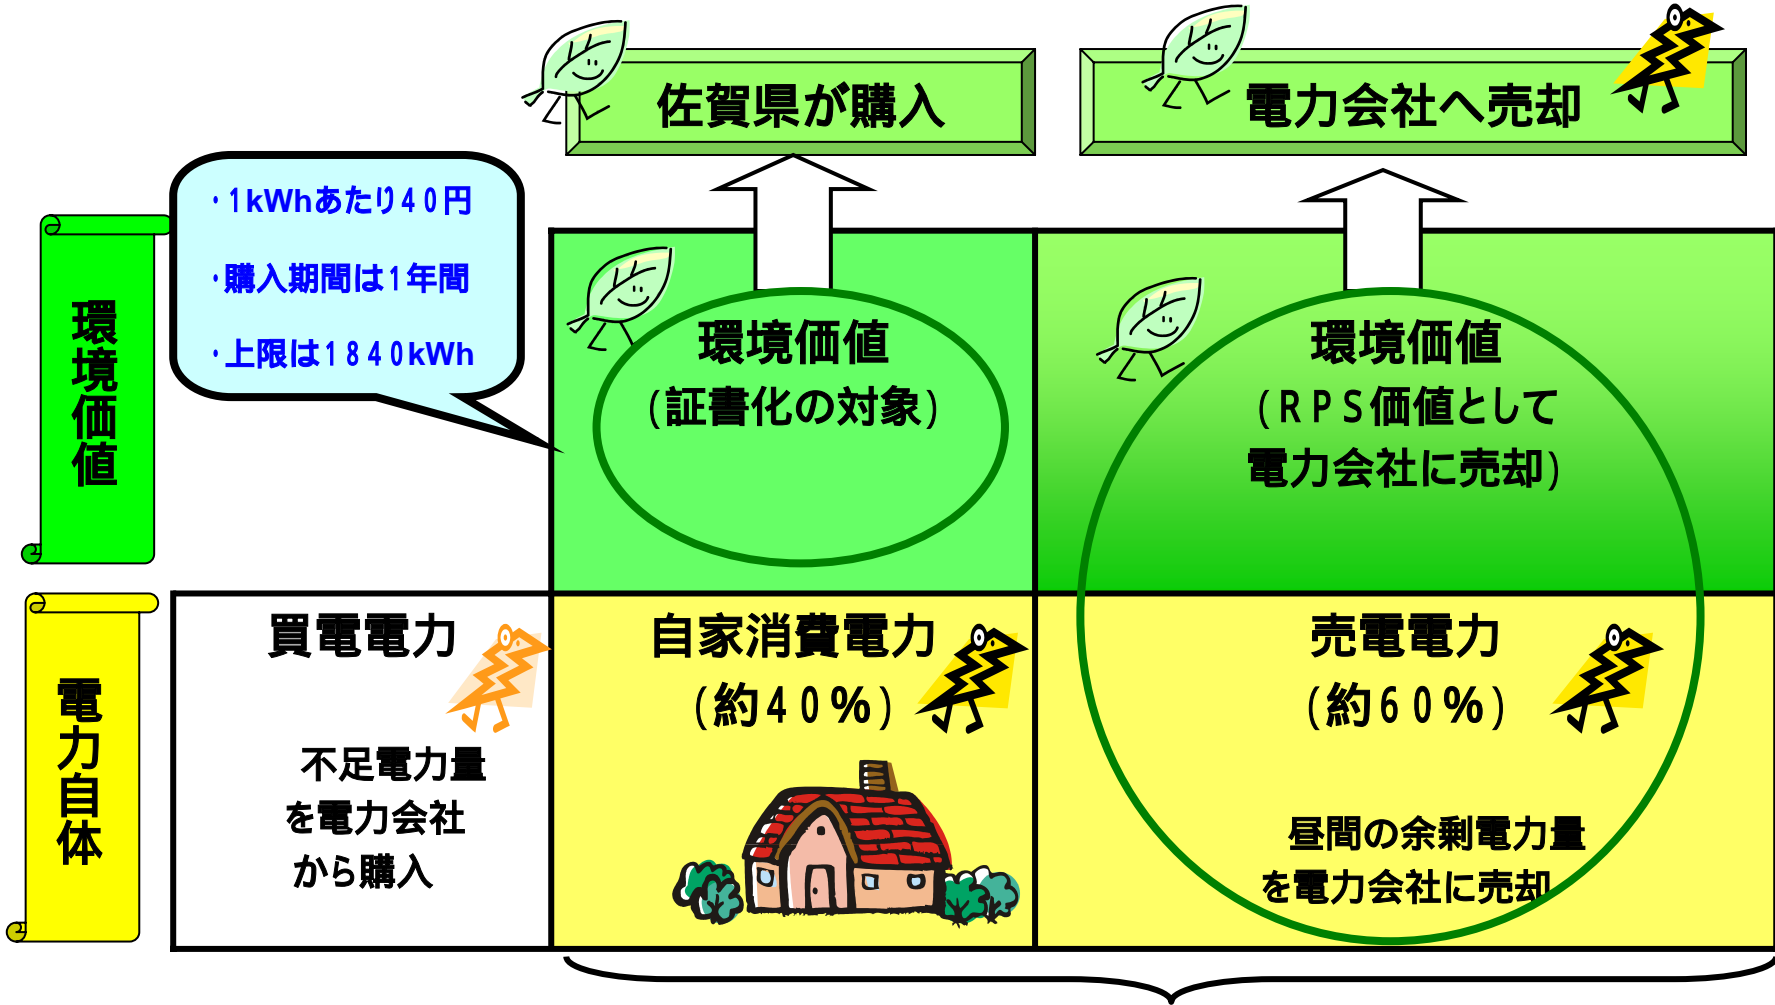 佐賀県が購入
電力会社へ売却
・1kWhあたり40円
・購入期間は1年間
・上限は1840kWh
環境価値
環境価値
(証書化の対象)
環境価値
(RPS価値として
電力会社に売却)
電力自体
買電電力
不足電力量
を電力会社
から購入
自家消費電力
(約40%)
売電電力
(約60%)
昼間の余剰電力量
を電力会社に売却